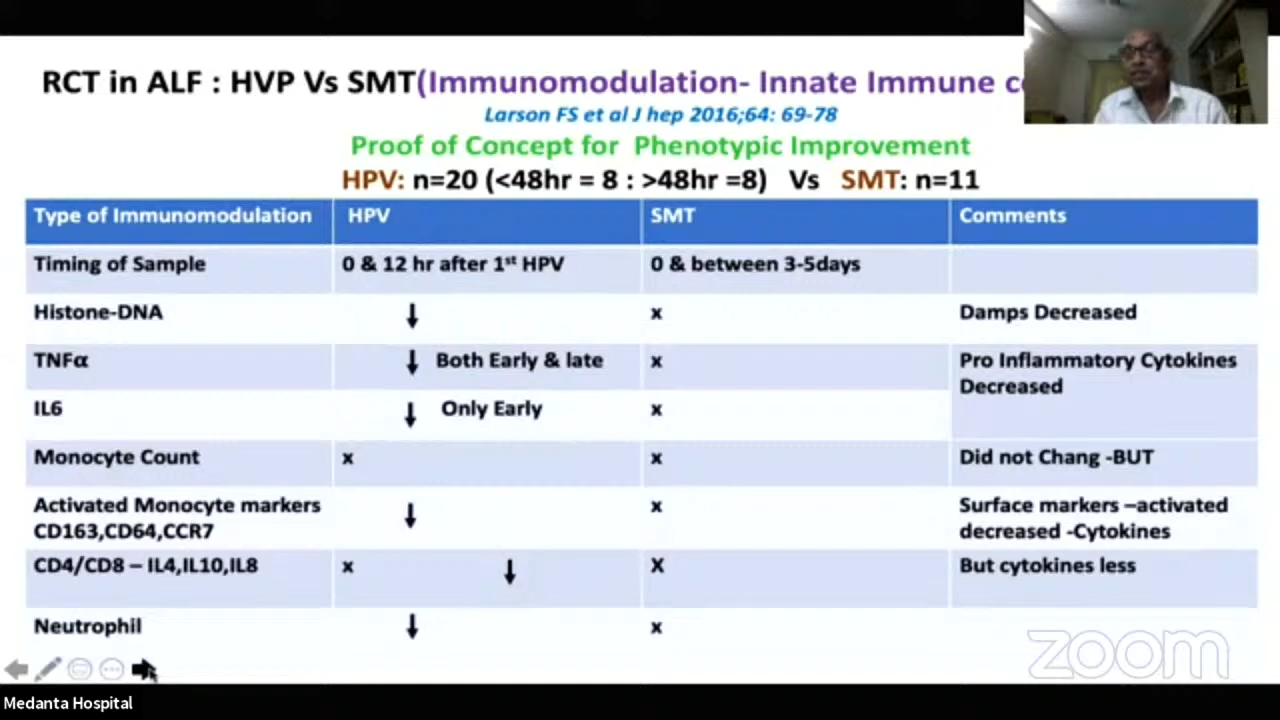 RCT in ALF : HVP Vs SMT(Immunomodulation- Innate Immune
Larson FS et al J hep 2016;64: 69-78
Proof of Concept for Phenotypic Improvement
HPV: n=20 (<48hr = 8 : >48hr =8) Vs SMT: n=11
Type of Immunomodulation HPV SMT Comments
Timing of Sample 0 & 12 hr after 1st HPV 0 & between 3-5days
Histone-DNA ↓ x Damps Decreased
TNFα ↓ Both Early & late x Pro Inflammatory Cytokines
Decreased
IL6 ↓ Only Early x
Monocyte Count x x Did not Chang -BUT
Activated Monocyte markers ↓ x Surface markers –activated
CD163,CD64,CCR7 decreased -Cytokines
CD4/CD8 – IL4,IL10,IL8 x ↓ X But cytokines less
Neutrophil ↓ x
zoom
Medanta Hospital